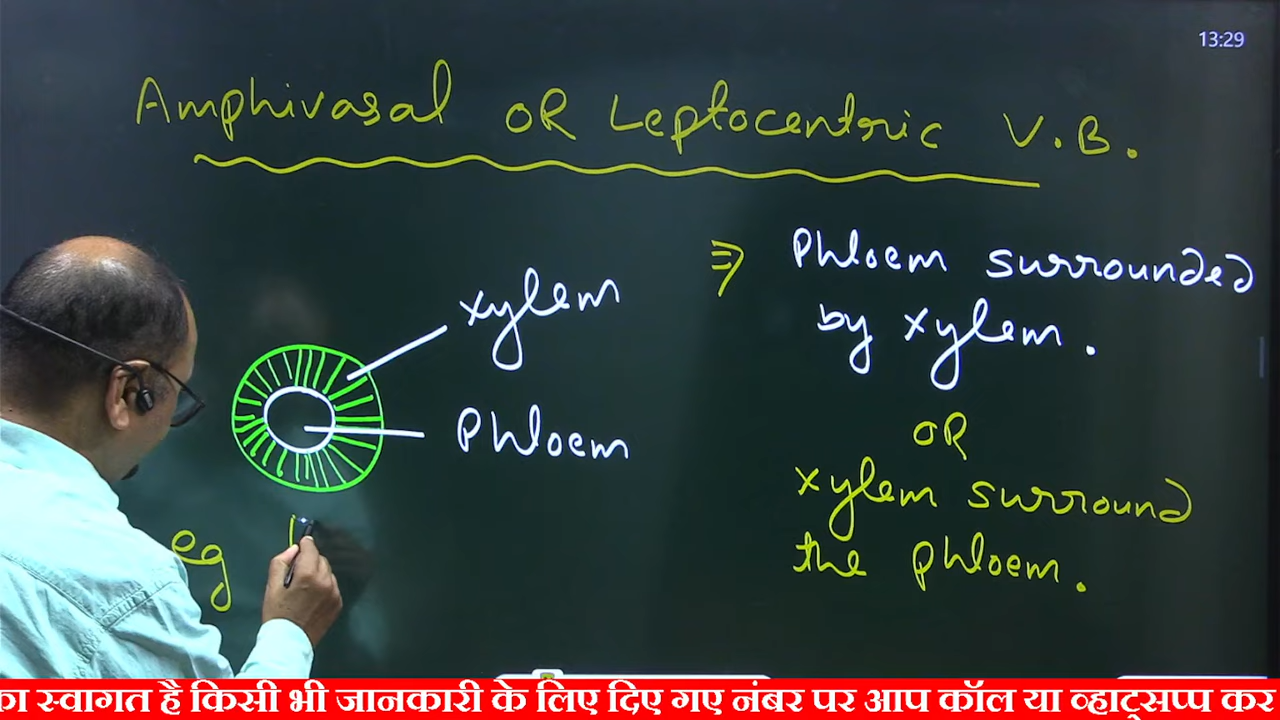 13:29
Amphivasal OR Leptocentric V.B.
xylem
Phloem
⇒ Phloem surrounded
by xylem.
OR
xylem surround
the phloem.
eg
का स्वागत है किसी भी जानकारी के लिए दिए गए नंबर पर आप कॉल या व्हाट्सप्प कर